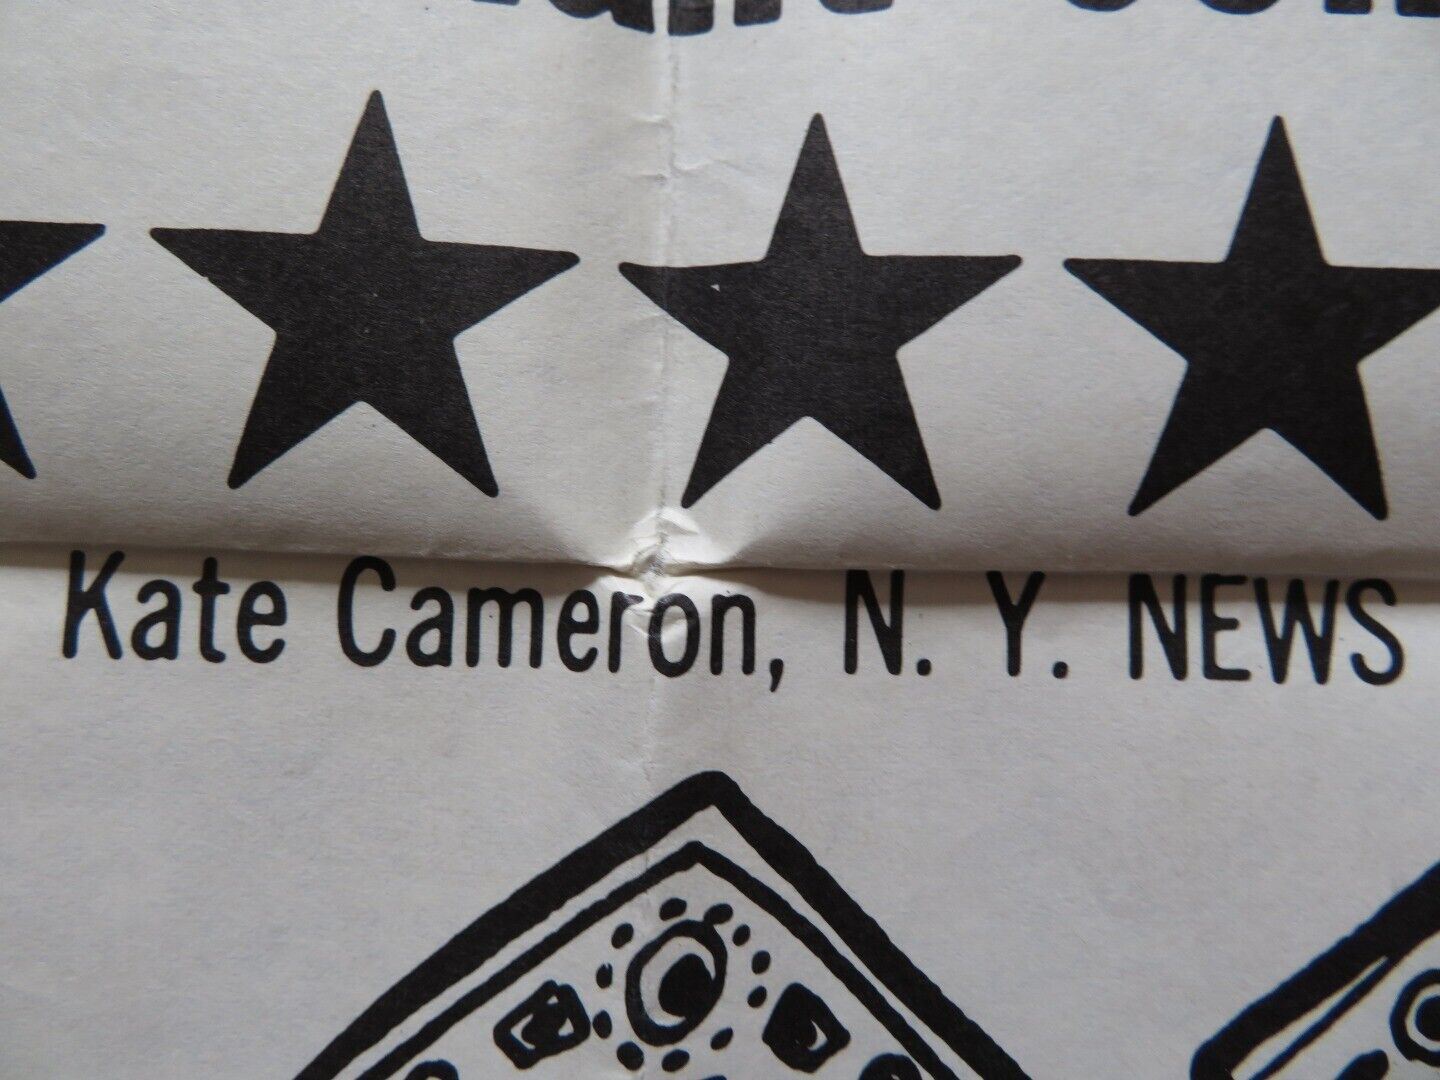 Kate Cameron, N. Y. NEWS